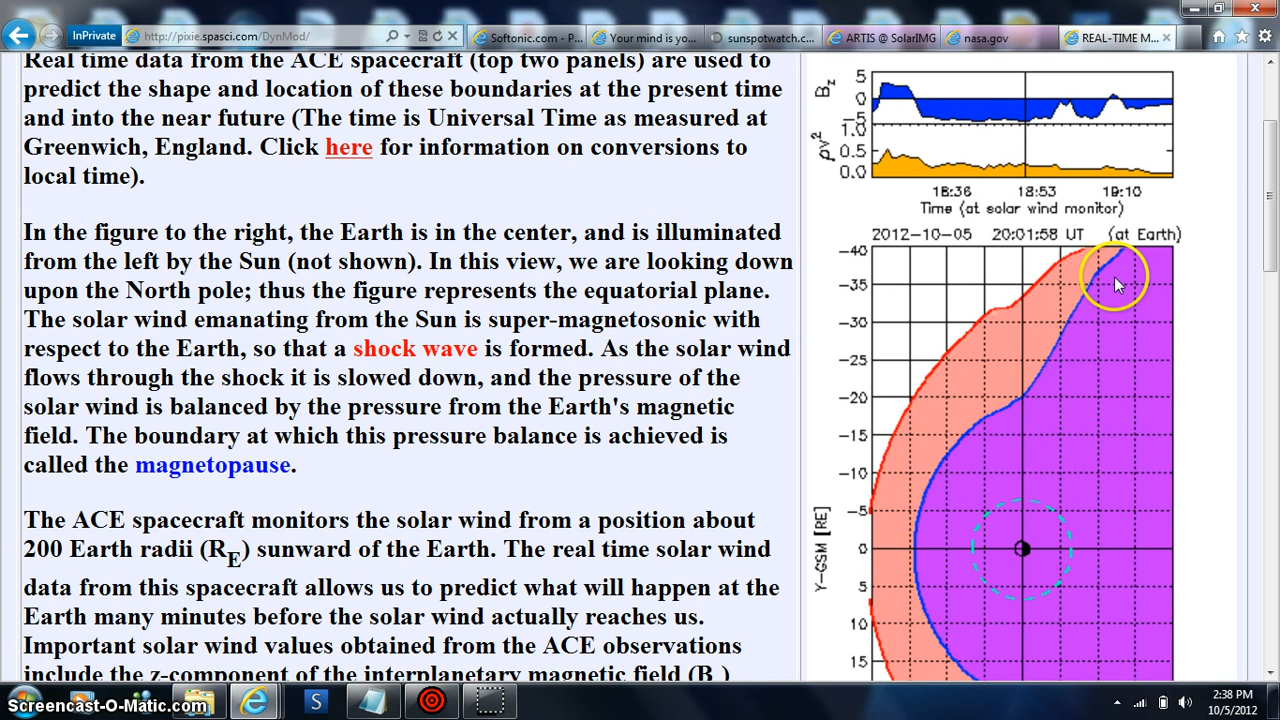 InPrivate
http://pixie.spasci.com/DynMod/
Softonic.com - P...
Your mind is yo...
sunspotwatch.c...
ARTIS @ SolarIMG
nasa.gov
REAL-TIME M...
Real time data from the ACE spacecraft (top two panels) are used to
predict the shape and location of these boundaries at the present time
and into the near future (The time is Universal Time as measured at
Greenwich, England. Click here for information on conversions to
local time).
In the figure to the right, the Earth is in the center, and is illuminated
from the left by the Sun (not shown). In this view, we are looking down
upon the North pole; thus the figure represents the equatorial plane.
The solar wind emanating from the Sun is super-magnetosonic with
respect to the Earth, so that a shock wave is formed. As the solar wind
flows through the shock it is slowed down, and the pressure of the
solar wind is balanced by the pressure from the Earth's magnetic
field. The boundary at which this pressure balance is achieved is
called the magnetopause.
The ACE spacecraft monitors the solar wind from a position about
200 Earth radii (RE) sunward of the Earth. The real time solar wind
data from this spacecraft allows us to predict what will happen at the
Earth many minutes before the solar wind actually reaches us.
Important solar wind values obtained from the ACE observations
include the z-component of the interplanetary magnetic field (B )
Bz
5
0
-5
ρv²
1.0
0.5
0.0
18:36 18:53 19:10
Time (at solar wind monitor)
2012-10-05 20:01:58 UT (at Earth)
-40
-35
-30
-25
-20
-15
-10
-5
0
5
10
15
Y-GSM [RE]
S
Screencast-O-Matic.com
2:38 PM
10/5/2012